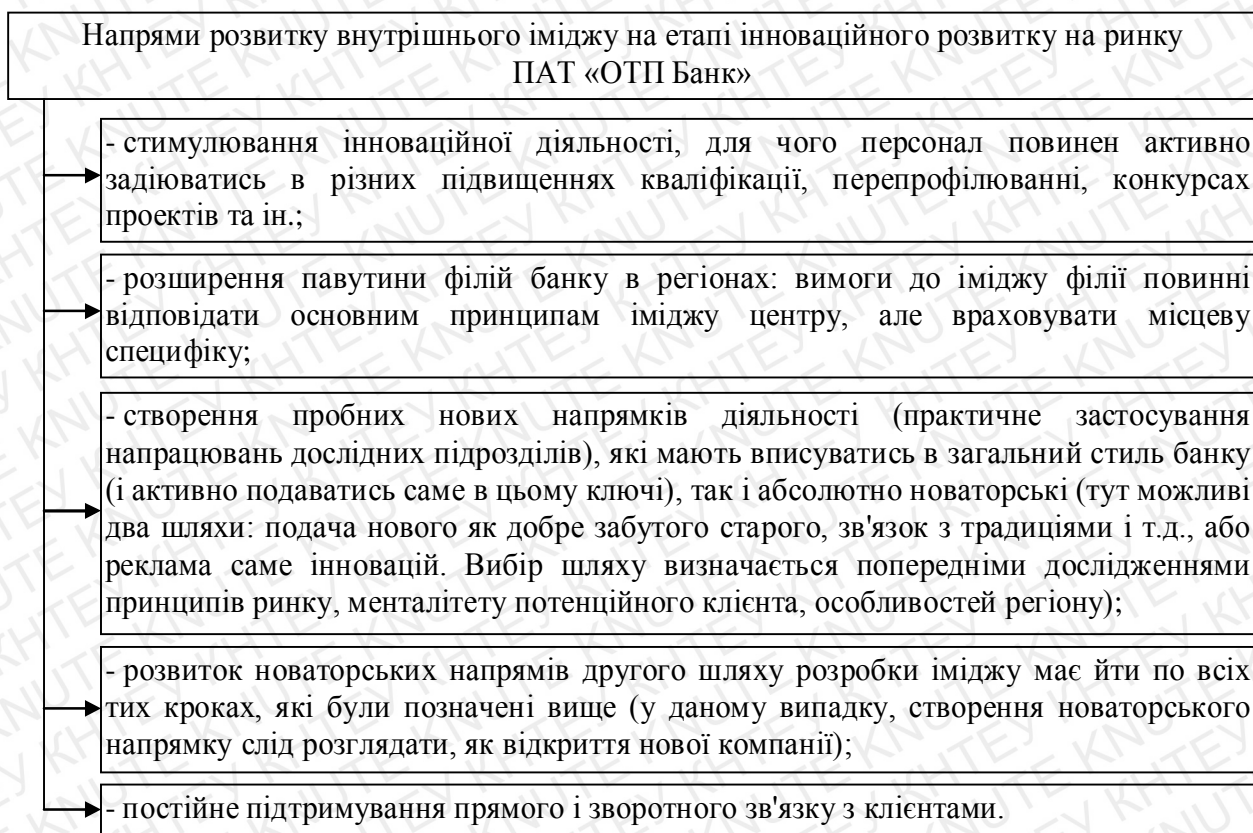 Напрями розвитку внутрішнього іміджу на етапі інноваційного розвитку на ринку
ПАТ «ОТП Банк»
- стимулювання інноваційної діяльності, для чого персонал повинен активно
задіюватись в різних підвищеннях кваліфікації, перепрофілюванні, конкурсах
проектів та ін.;
- розширення павутини філій банку в регіонах: вимоги до іміджу філії повинні
відповідати основним принципам іміджу центру, але враховувати місцеву
специфіку;
- створення пробних нових напрямків діяльності (практичне застосування
напрацювань дослідних підрозділів), які мають вписуватись в загальний стиль банку
(і активно подаватись саме в цьому ключі), так і абсолютно новаторські (тут можливі
два шляхи: подача нового як добре забутого старого, зв'язок з традиціями і т.д., або
реклама саме інновацій. Вибір шляху визначається попередніми дослідженнями
принципів ринку, менталітету потенційного клієнта, особливостей регіону);
- розвиток новаторських напрямів другого шляху розробки іміджу має йти по всіх
тих кроках, які були позначені вище (у даному випадку, створення новаторського
напрямку слід розглядати, як відкриття нової компанії);
- постійне підтримування прямого і зворотного зв'язку з клієнтами.